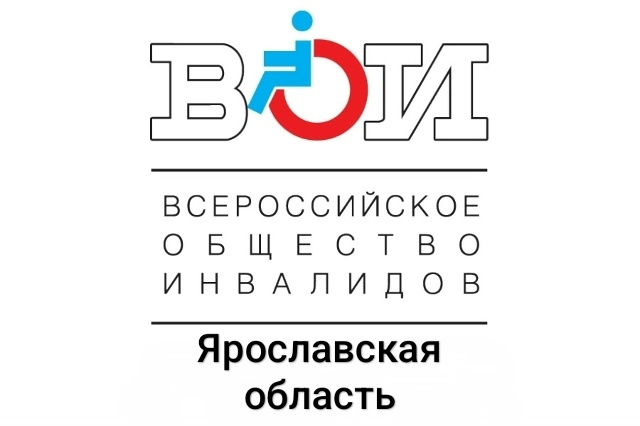 ВОИ
ВСЕРОССИЙСКОЕ
ОБЩЕСТВО
ИНВАЛИДОВ
Ярославская
область